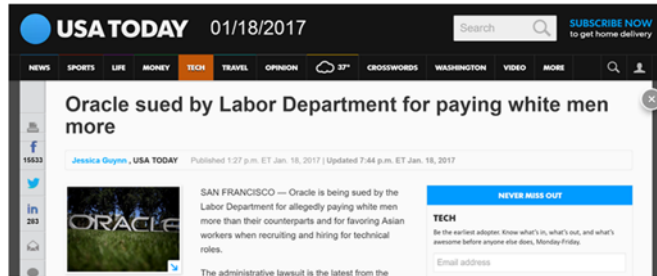 USA TODAY 01/18/2017 Search SUBSCRIBE NOW
to get home delivery
NEWS SPORTS LIFE MONEY TECH TRAVEL OPINION 37° CROSSWORDS WASHINGTON VIDEO MORE
Oracle sued by Labor Department for paying white men
more
f
15533
Jessica Guynn , USA TODAY Published 1:27 p.m. ET Jan. 18, 2017 | Updated 7:44 p.m. ET Jan. 18, 2017
in
283
ORACLE
SAN FRANCISCO — Oracle is being sued by the
Labor Department for allegedly paying white men
more than their counterparts and for favoring Asian
workers when recruiting and hiring for technical
roles.
The administrative lawsuit is the latest from the
NEVER MISS OUT
TECH
Be the earliest adopter. Know what's in, what's out, and what's
awesome before anyone else does, Monday-Friday.
Email address